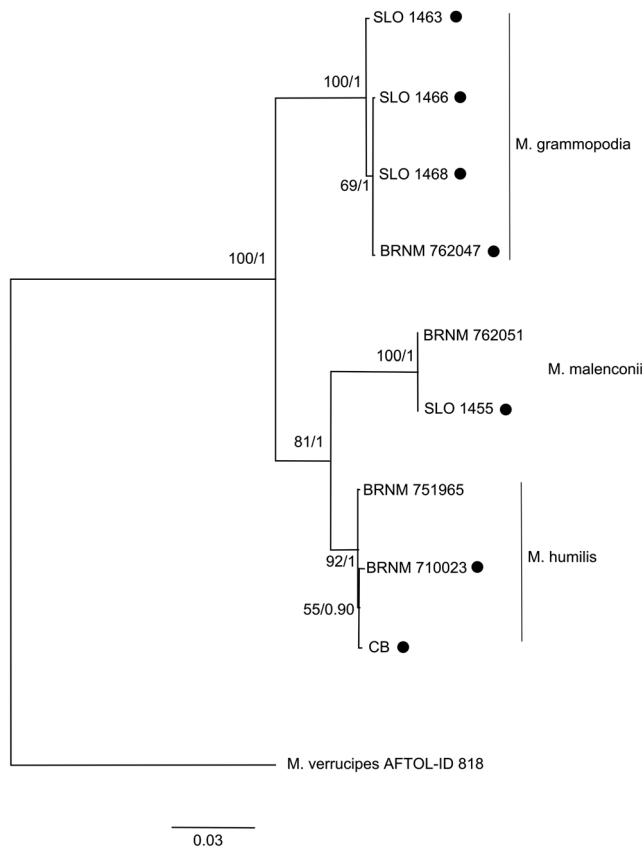 SLO 1463
100/1
SLO 1466
M. grammopodia
SLO 1468
69/1
BRNM 762047
100/1
BRNM 762051
100/1
M. malenconii
SLO 1455
81/1
BRNM 751965
M. humilis
92/1
BRNM 710023
55/0.90
CB
M. verrucipes AFTOL-ID 818
0.03